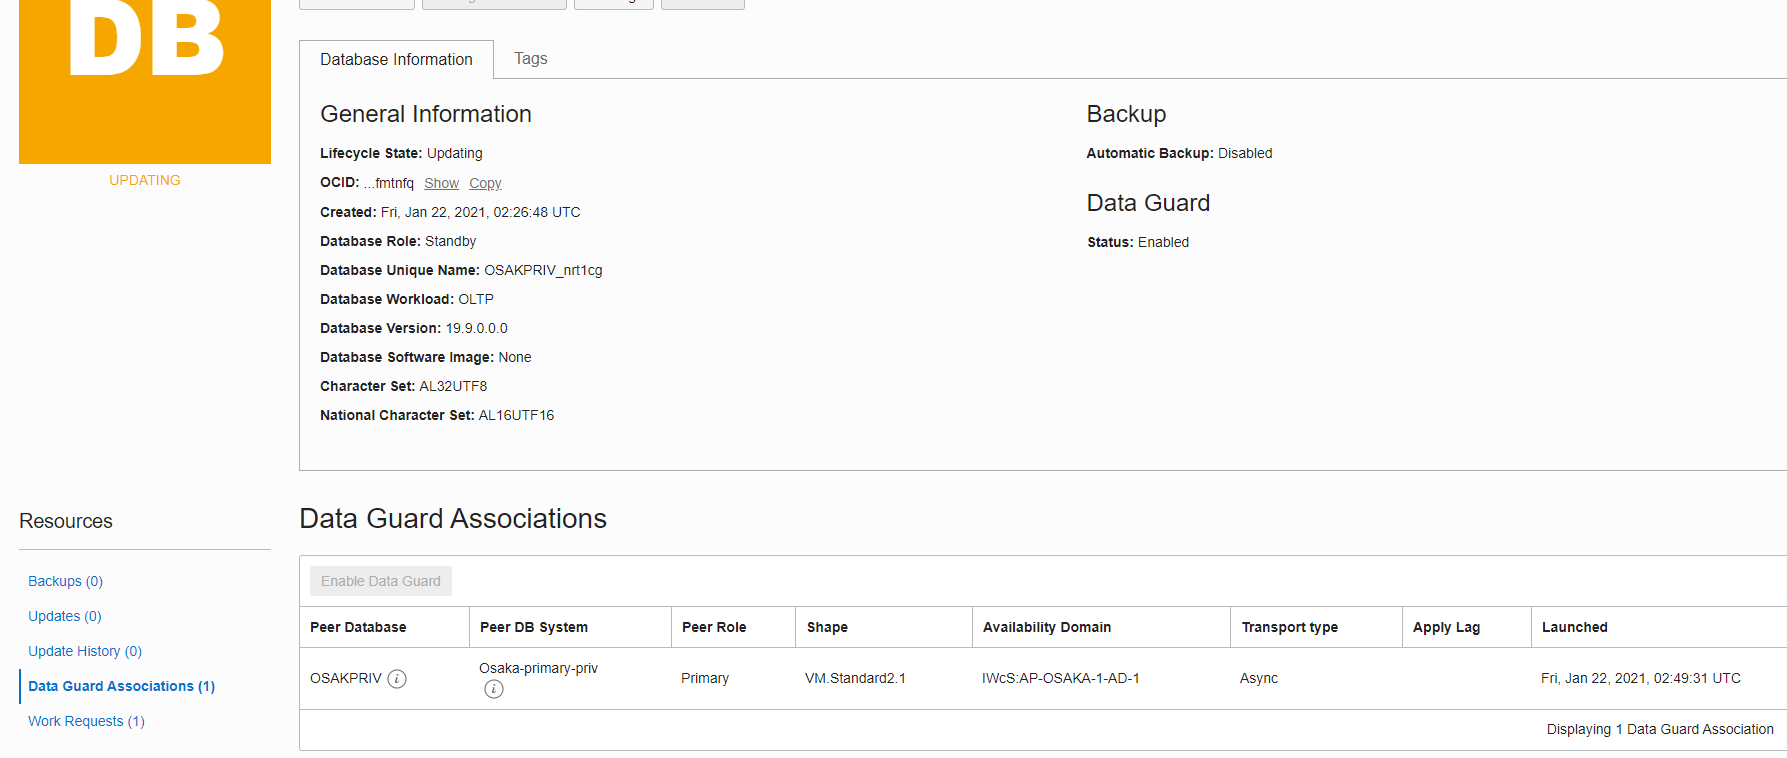 DB
UPDATING
Database Information
Tags
General Information
Lifecycle State: Updating
OCID: ...fmtnfq Show Copy
Created: Fri, Jan 22, 2021, 02:26:48 UTC
Database Role: Standby
Database Unique Name: OSAKPRIV_nrt1cg
Database Workload: OLTP
Database Version: 19.9.0.0.0
Database Software Image: None
Character Set: AL32UTF8
National Character Set: AL16UTF16
Backup
Automatic Backup: Disabled
Data Guard
Status: Enabled
Resources
Backups (0)
Updates (0)
Update History (0)
Data Guard Associations (1)
Work Requests (1)
Data Guard Associations
Enable Data Guard
Peer Database Peer DB System Peer Role Shape Availability Domain Transport type Apply Lag Launched
OSAKPRIV i Osaka-primary-priv i Primary VM.Standard2.1 IWcS:AP-OSAKA-1-AD-1 Async Fri, Jan 22, 2021, 02:49:31 UTC
Displaying 1 Data Guard Association